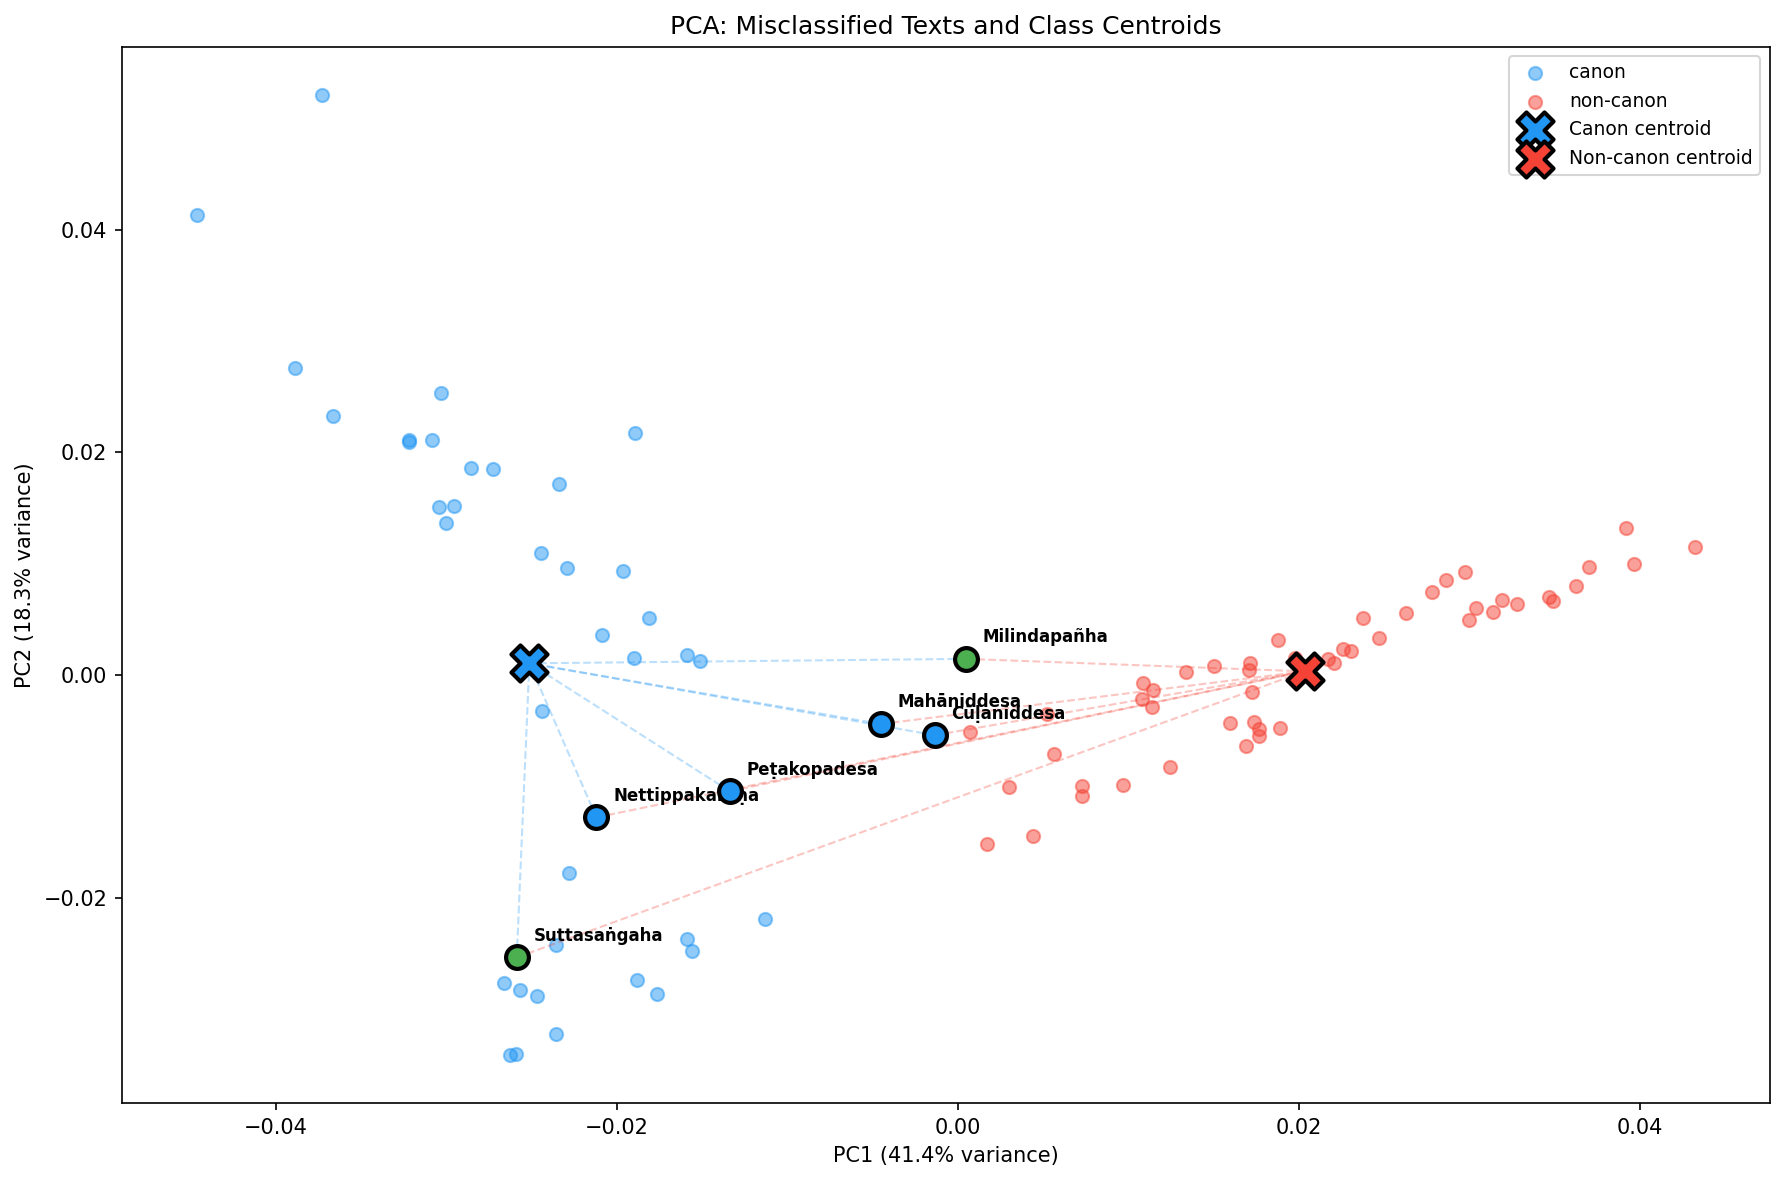 PCA: Misclassified Texts and Class Centroids
canon
non-canon
Canon centroid
Non-canon centroid
0.04
0.02
0.00
−0.02
PC2 (18.3% variance)
Milindapañha
Mahāniddesa
Cūḷaniddesa
Peṭakopadesa
Nettippakaraṇa
Suttasaṅgaha
−0.04
−0.02
0.00
0.02
0.04
PC1 (41.4% variance)